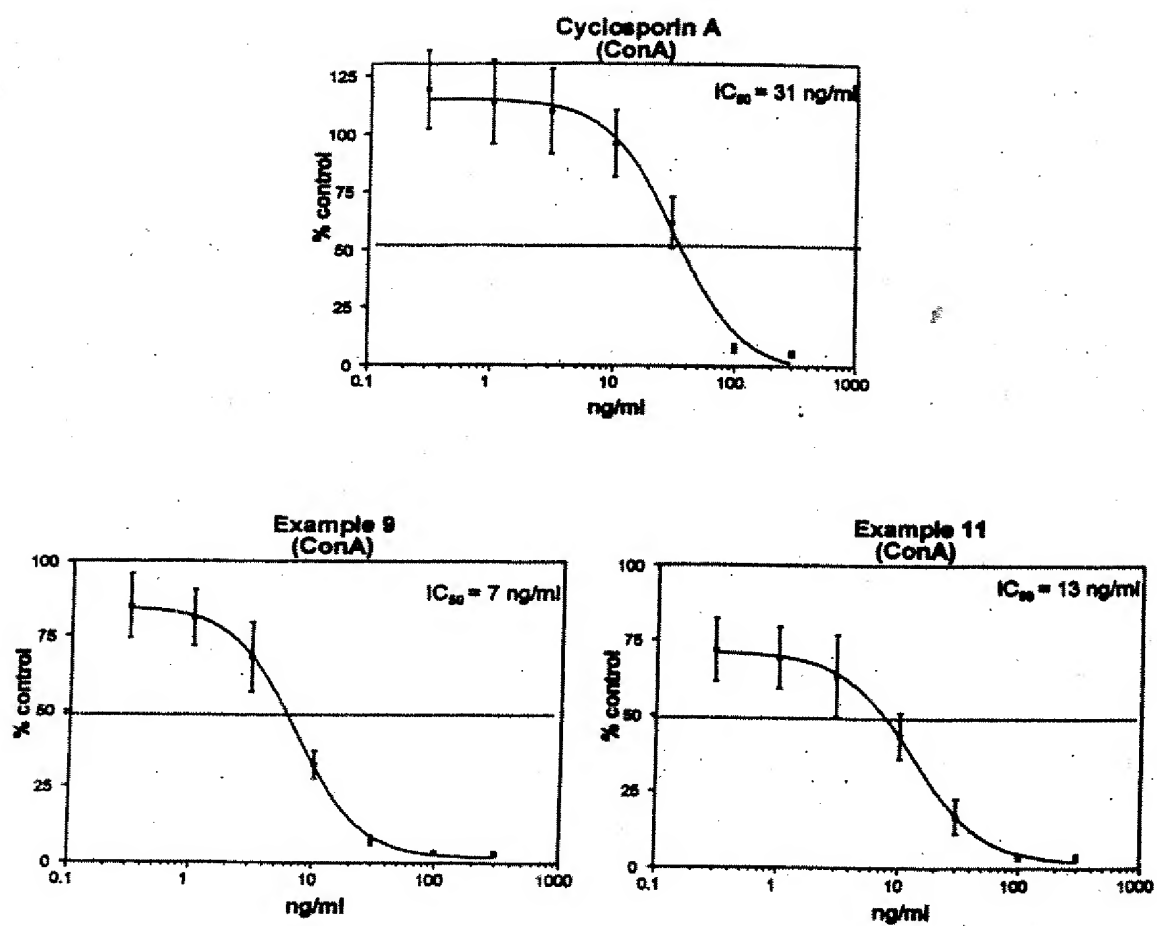 Cyclosporin A
(ConA)
IC₅₀ = 31 ng/ml
% control
125
100
75
50
25
0
0.1
1
10
100
1000
ng/ml
Example 9
(ConA)
IC₅₀ = 7 ng/ml
% control
100
75
50
25
0
0.1
1
10
100
1000
ng/ml
Example 11
(ConA)
IC₅₀ = 13 ng/ml
% control
100
75
50
25
0
0.1
1
10
100
1000
ng/ml